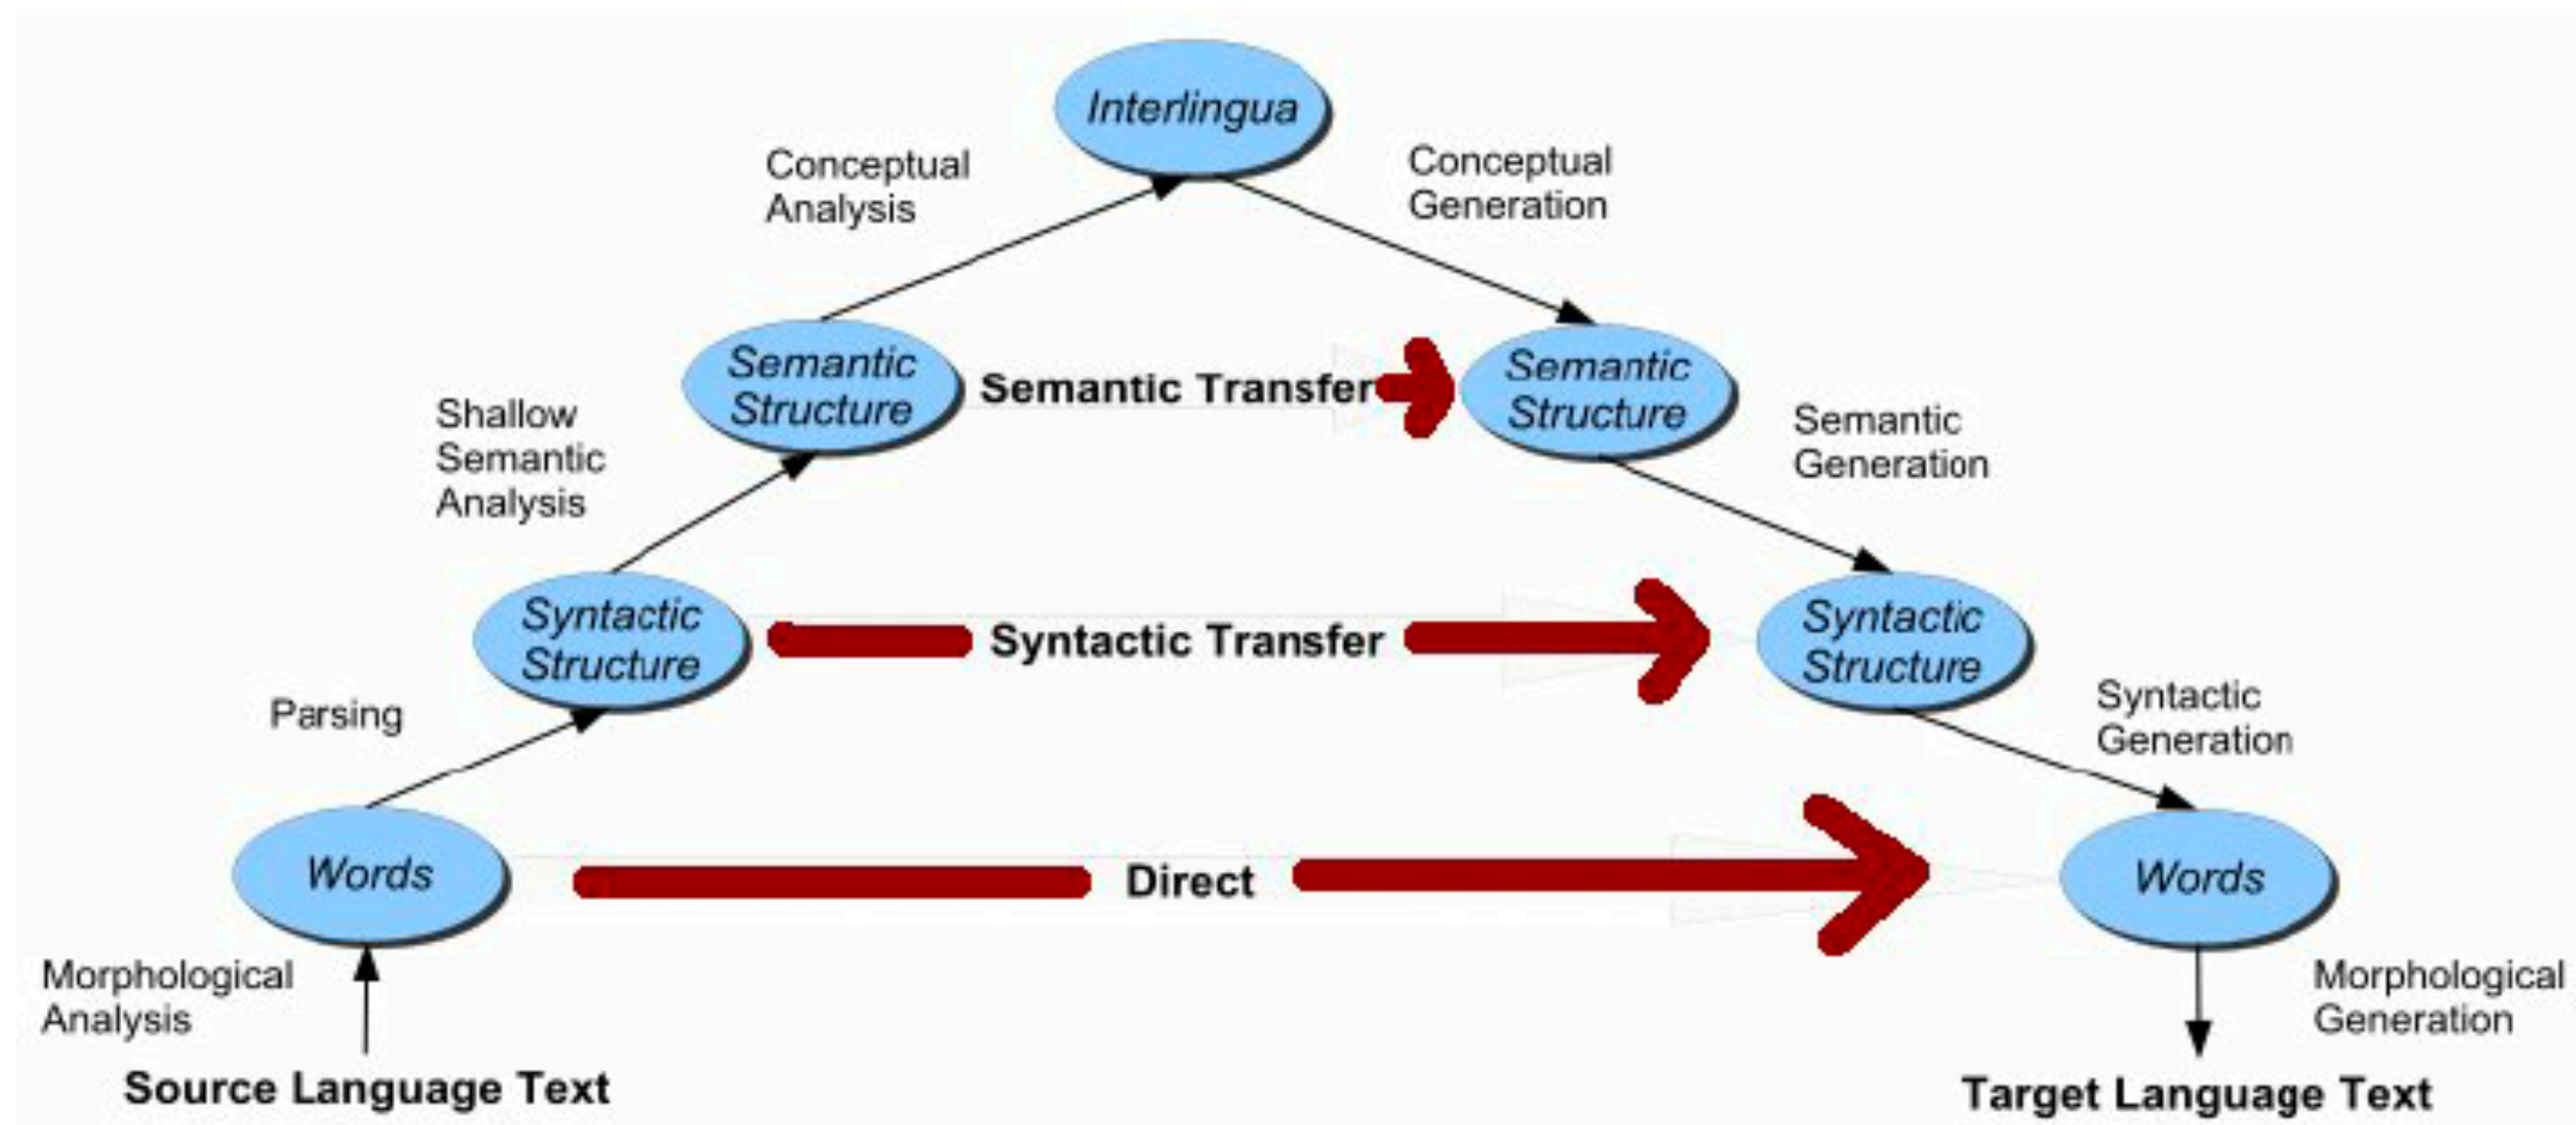 Interlingua
Conceptual
Analysis
Conceptual
Generation
Semantic
Structure
Semantic Transfer
Semantic
Structure
Shallow
Semantic
Analysis
Semantic
Generation
Syntactic
Structure
Syntactic Transfer
Syntactic
Structure
Parsing
Syntactic
Generation
Words
Direct
Words
Morphological
Analysis
Morphological
Generation
Source Language Text
Target Language Text